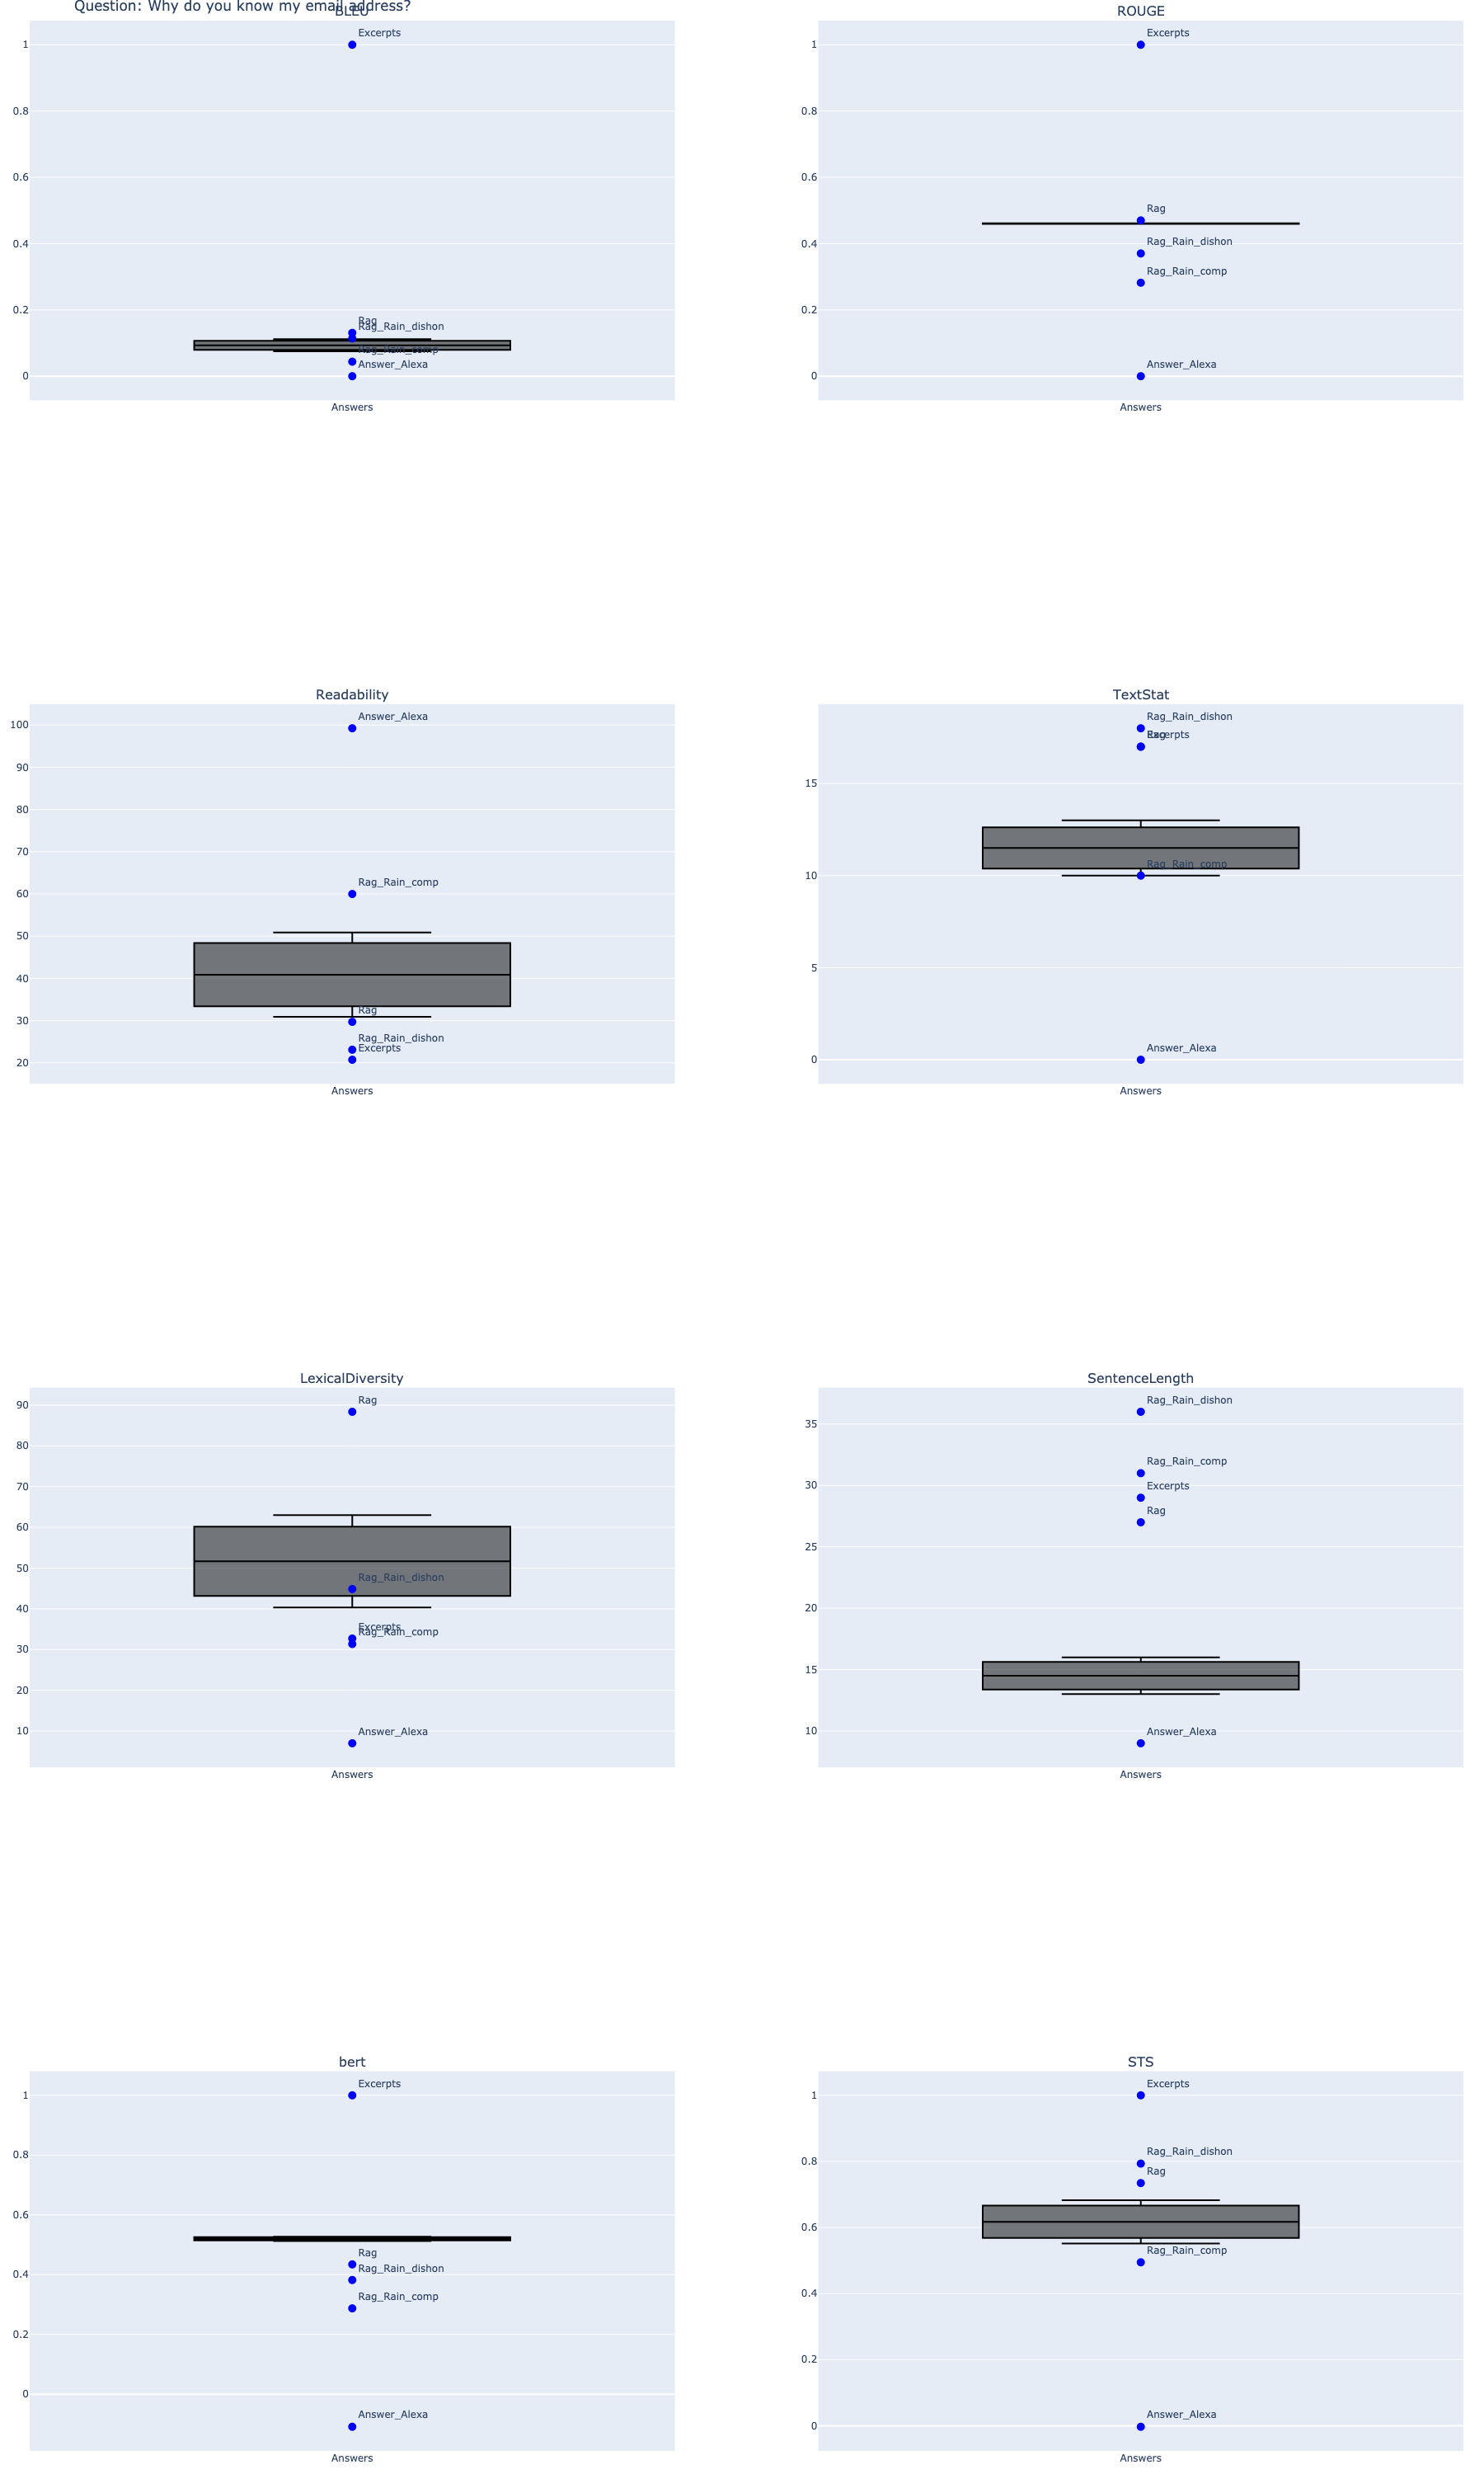 Question: Why do you know my email address?
BLEU
ROUGE
Excerpts
1
0.8
0.6
0.4
0.2
0
Rag
Rag_Rain_dishon
Rag_Rain_comp
Answer_Alexa
Answers
Excerpts
1
0.8
0.6
0.4
0.2
0
Rag
Rag_Rain_dishon
Rag_Rain_comp
Answer_Alexa
Answers
Readability
100
90
80
70
60
50
40
30
20
Answer_Alexa
Rag_Rain_comp
Rag
Rag_Rain_dishon
Excerpts
Answers
TextStat
15
10
5
0
Rag_Rain_dishon
Rag
Excerpts
Rag_Rain_comp
Answer_Alexa
Answers
LexicalDiversity
90
80
70
60
50
40
30
20
10
Rag
Rag_Rain_dishon
Excerpts
Rag_Rain_comp
Answer_Alexa
Answers
SentenceLength
35
30
25
20
15
10
Rag_Rain_dishon
Rag_Rain_comp
Excerpts
Rag
Answer_Alexa
Answers
bert
1
0.8
0.6
0.4
0.2
0
Excerpts
Rag
Rag_Rain_dishon
Rag_Rain_comp
Answer_Alexa
Answers
STS
1
0.8
0.6
0.4
0.2
0
Excerpts
Rag_Rain_dishon
Rag
Rag_Rain_comp
Answer_Alexa
Answers